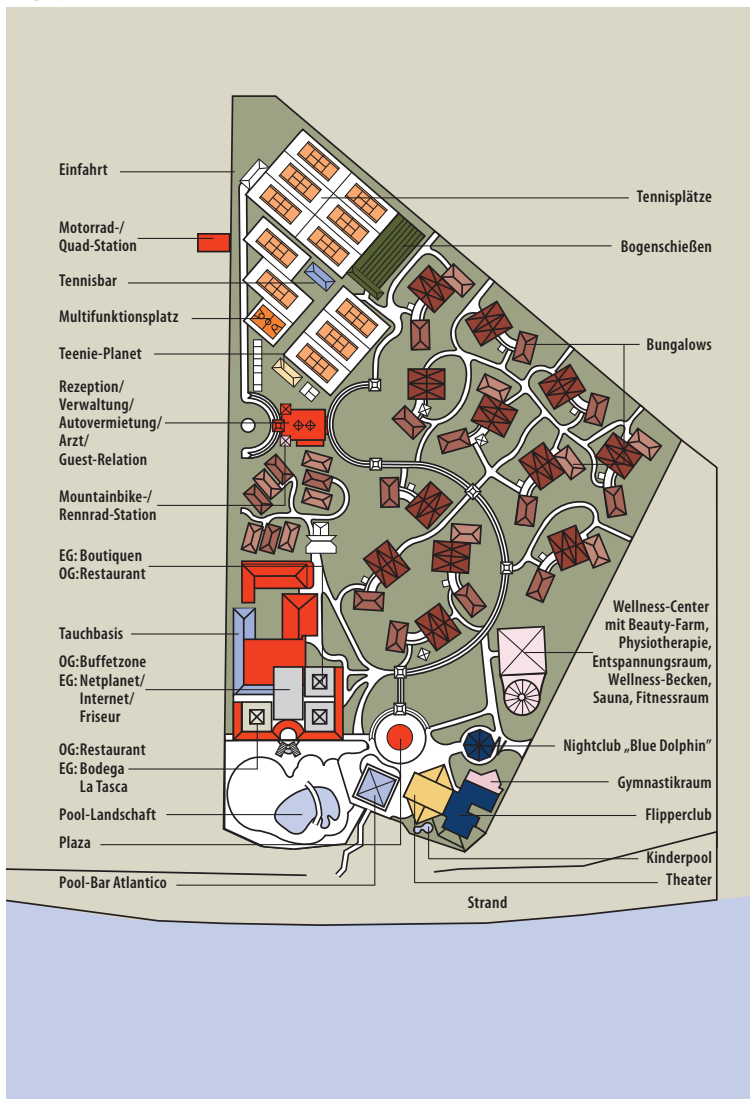 Einfahrt
Motorrad-/
Quad-Station
Tennisbar
Multifunktionsplatz
Teenie-Planet
Rezeption/
Verwaltung/
Autovermietung/
Arzt/
Guest-Relation
Mountainbike-/
Rennrad-Station
EG: Boutiquen
OG: Restaurant
Tauchbasis
OG: Buffetzone
EG: Netplanet/
Internet/
Friseur
OG: Restaurant
EG: Bodega
La Tasca
Pool-Landschaft
Plaza
Pool-Bar Atlantico
Tennisplätze
Bogenschießen
Bungalows
Wellness-Center
mit Beauty-Farm,
Physiotherapie,
Entspannungsraum,
Wellness-Becken,
Sauna, Fitnessraum
Nightclub „Blue Dolphin”
Gymnastikraum
Flipperclub
Kinderpool
Theater
Strand